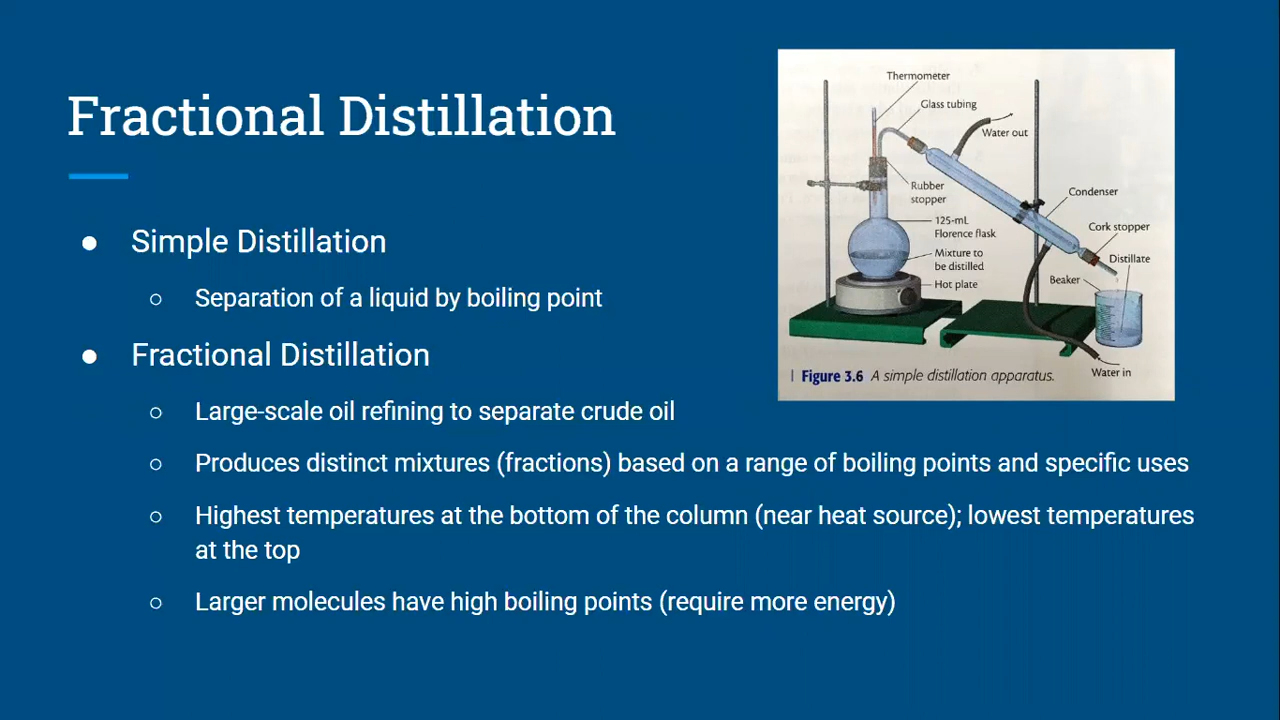 Fractional Distillation
● Simple Distillation
○ Separation of a liquid by boiling point
● Fractional Distillation
○ Large-scale oil refining to separate crude oil
○ Produces distinct mixtures (fractions) based on a range of boiling points and specific uses
○ Highest temperatures at the bottom of the column (near heat source); lowest temperatures
at the top
○ Larger molecules have high boiling points (require more energy)
Thermometer
Glass tubing
Water out
Rubber
stopper
Condenser
125-mL
Florence flask
Cork stopper
Mixture to
be distilled
Distillate
Hot plate
Beaker
Water in
Figure 3.6 A simple distillation apparatus.